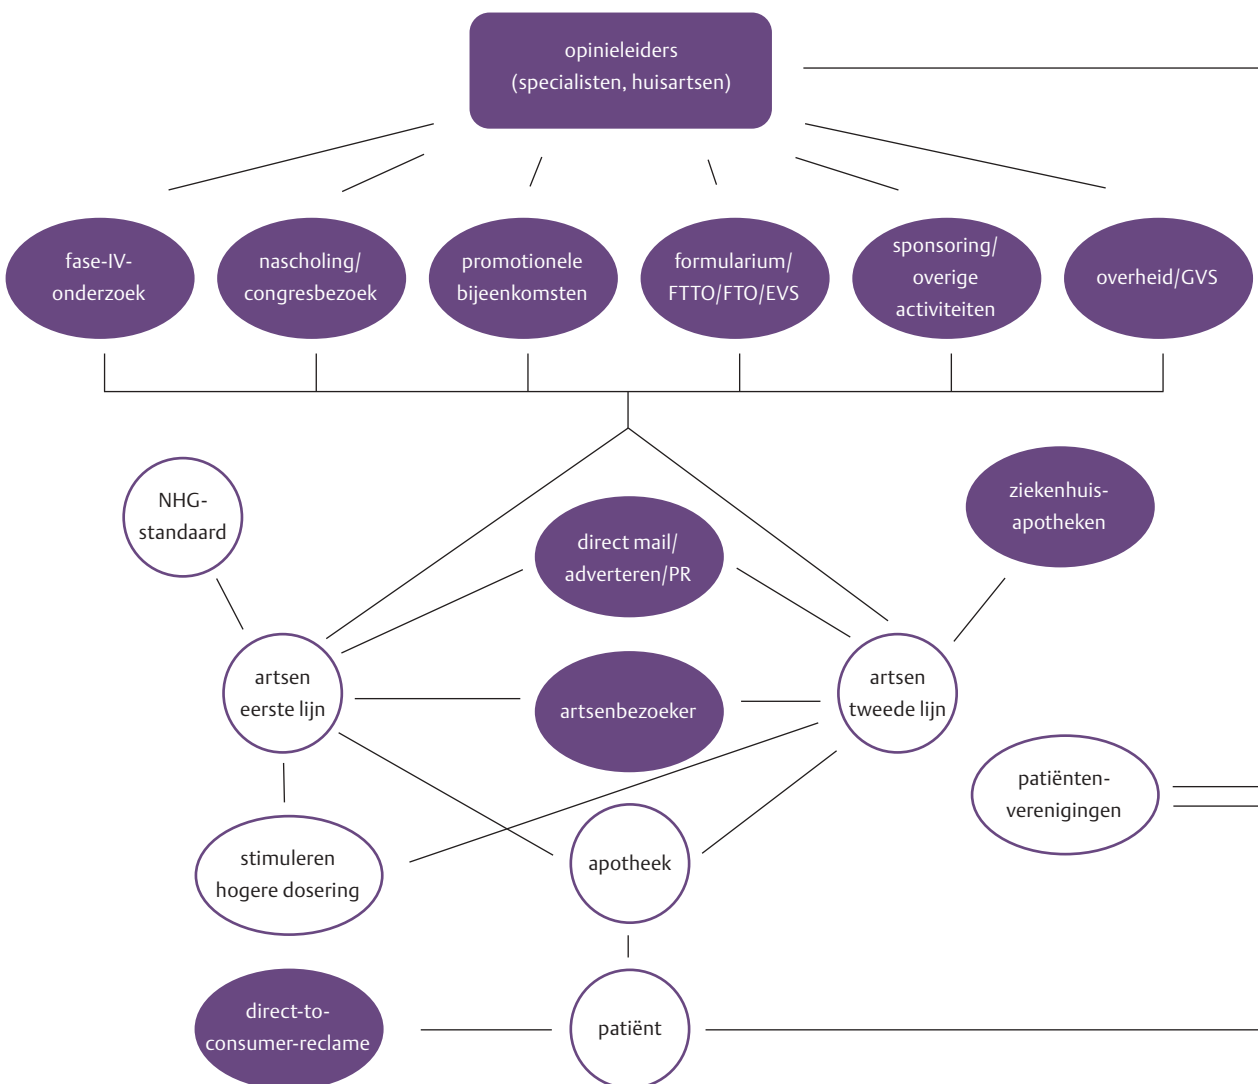 opinieleiders
(specialisten, huisartsen)
fase-IV-
onderzoek
nascholing/
congresbezoek
promotionele
bijeenkomsten
formularium/
FTTO/FTO/EVS
sponsoring/
overige
activiteiten
overheid/GVS
NHG-
standaard
direct mail/
adverteren/PR
ziekenhuis-
apotheken
artsen
eerste lijn
artsenbezoeker
artsen
tweede lijn
patiënten-
verenigingen
stimuleren
hogere dosering
apotheek
direct-to-
consumer-reclame
patiënt